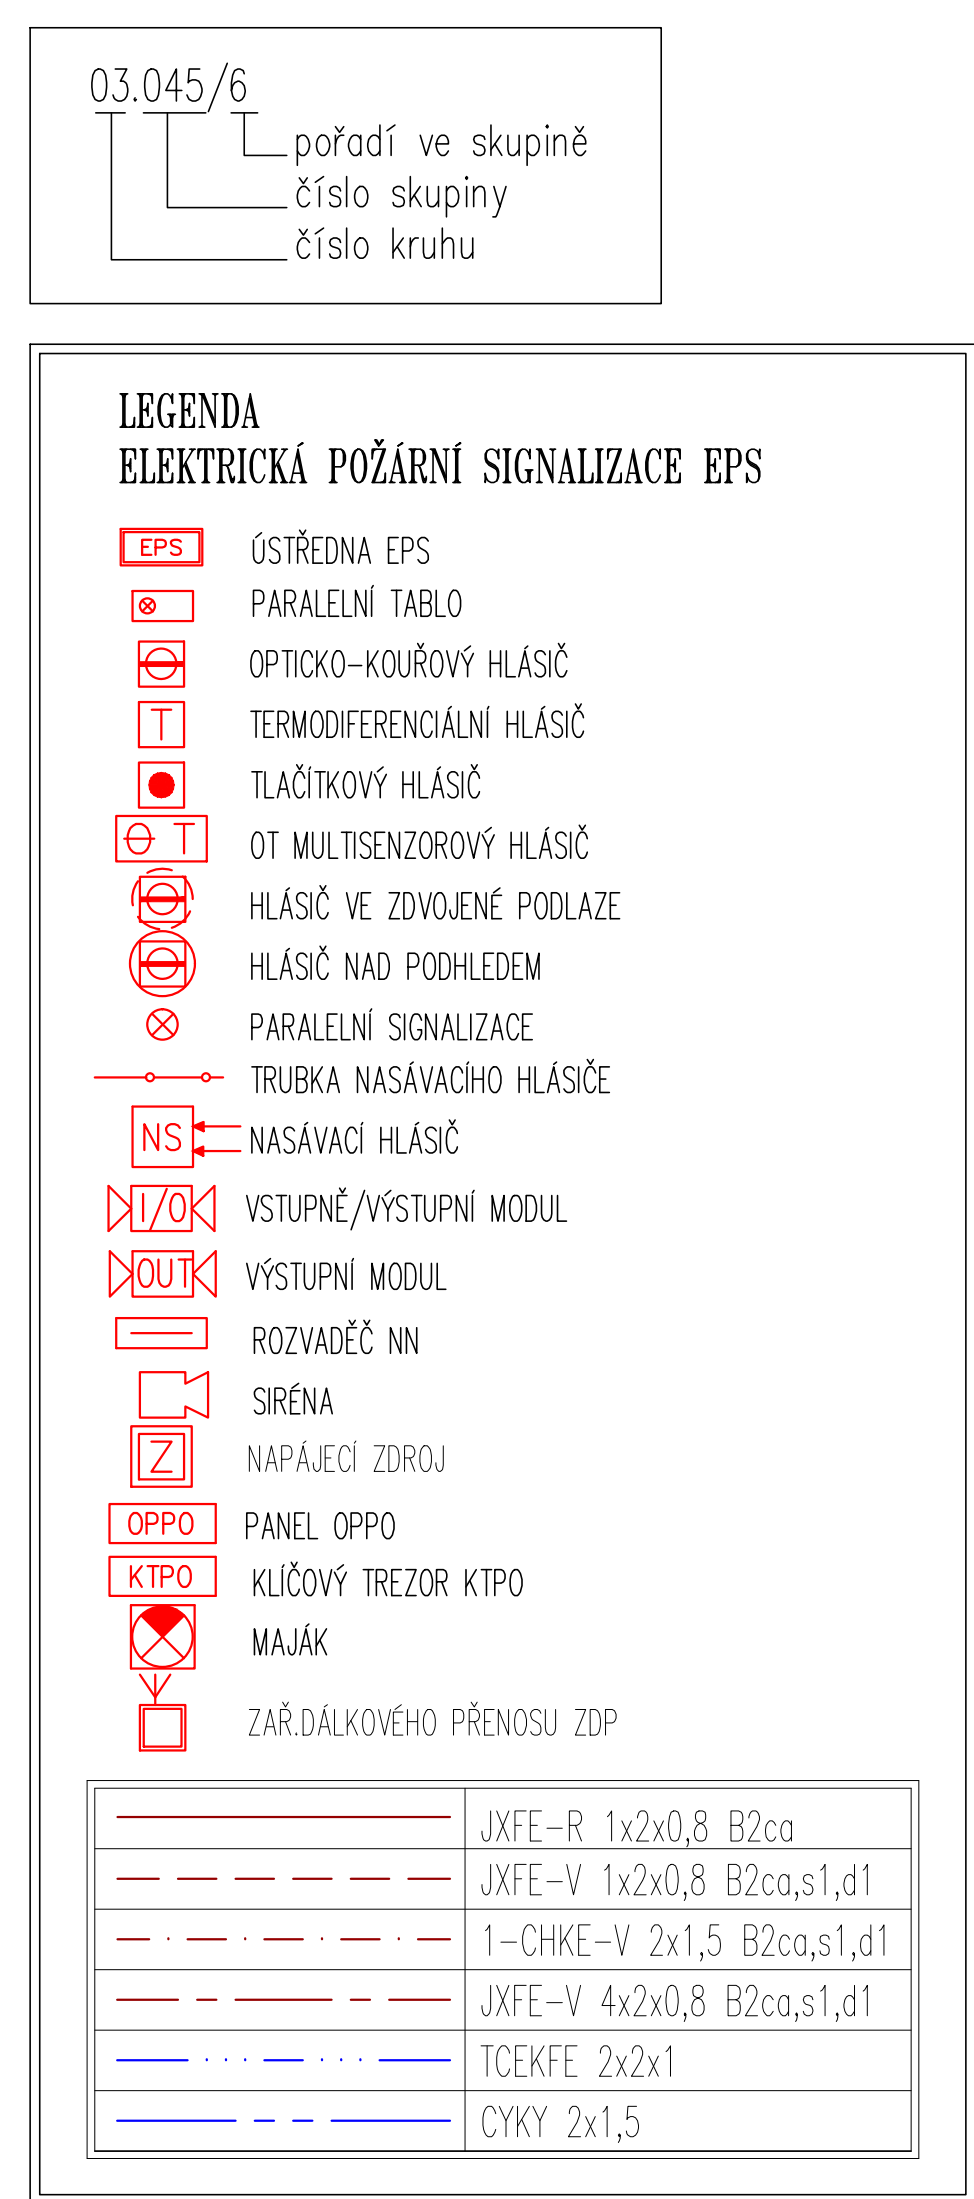 03.045/6
pořadí ve skupině
číslo skupiny
číslo kruhu
LEGENDA
ELEKTRICKÁ POŽÁRNÍ SIGNALIZACE EPS
EPS ÚSTŘEDNA EPS
PARALELNÍ TABLO
OPTICKO-KOUŘOVÝ HLÁSIČ
T TERMODIFERENCIÁLNÍ HLÁSIČ
TLAČÍTKOVÝ HLÁSIČ
T OT MULTISENZOROVÝ HLÁSIČ
HLÁSIČ VE ZDVOJENÉ PODLAZE
HLÁSIČ NAD PODHLEDEM
PARALELNÍ SIGNALIZACE
TRUBKA NASÁVACÍHO HLÁSIČE
NS NASÁVACÍ HLÁSIČ
I/O VSTUPNĚ/VÝSTUPNÍ MODUL
OUT VÝSTUPNÍ MODUL
ROZVADĚČ NN
SIRÉNA
Z NAPÁJECÍ ZDROJ
OPPO PANEL OPPO
KTPO KLÍČOVÝ TREZOR KTPO
MAJÁK
ZAŘ.DÁLKOVÉHO PŘENOSU ZDP
JXFE-R 1x2x0,8 B2ca
JXFE-V 1x2x0,8 B2ca,s1,d1
1-CHKE-V 2x1,5 B2ca,s1,d1
JXFE-V 4x2x0,8 B2ca,s1,d1
TCEKFE 2x2x1
CYKY 2x1,5